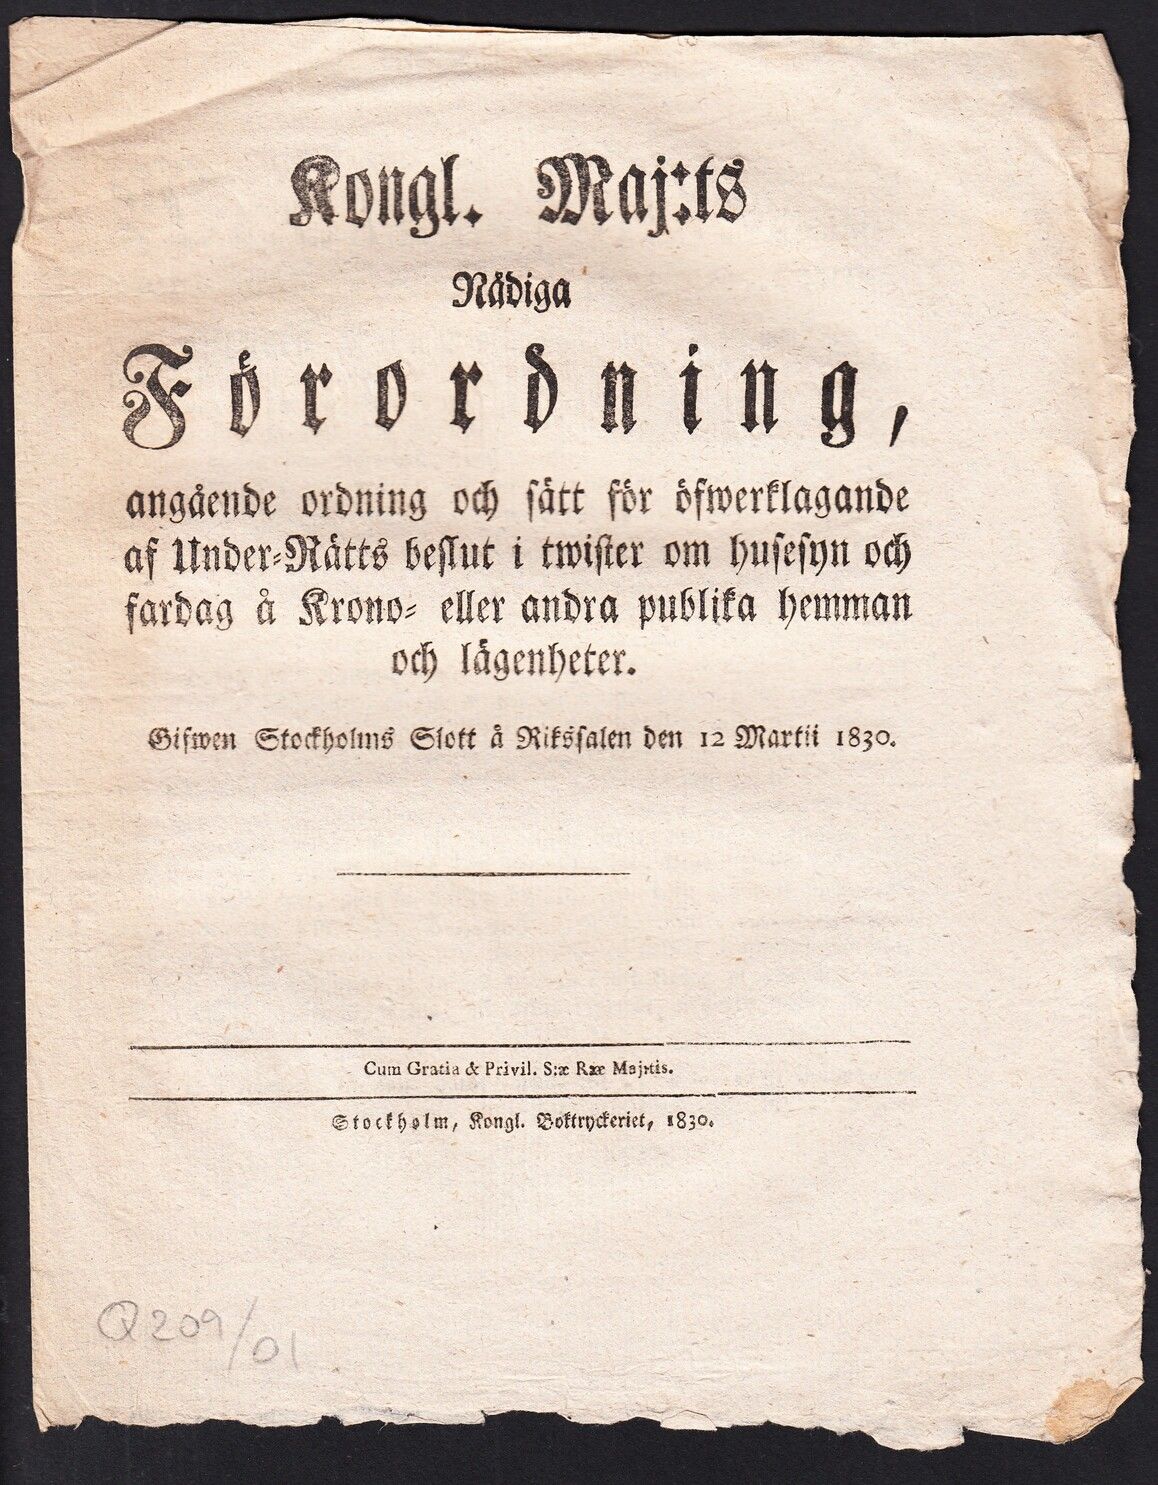 Kongl. Maj:ts
Nådiga
Förordning,
angående ordning och sätt för öfwerklagande
af Under-Rätts beslut i twister om husesyn och
fardag å Krono- eller andra publika hemman
och lägenheter.
Gifwen Stockholms Slott å Rikssalen den 12 Martii 1830.
Cum Gratia & Privil. S:æ R:æ Maj:tis.
Stockholm, Kongl. Boktryckeriet, 1830.
Q209/01